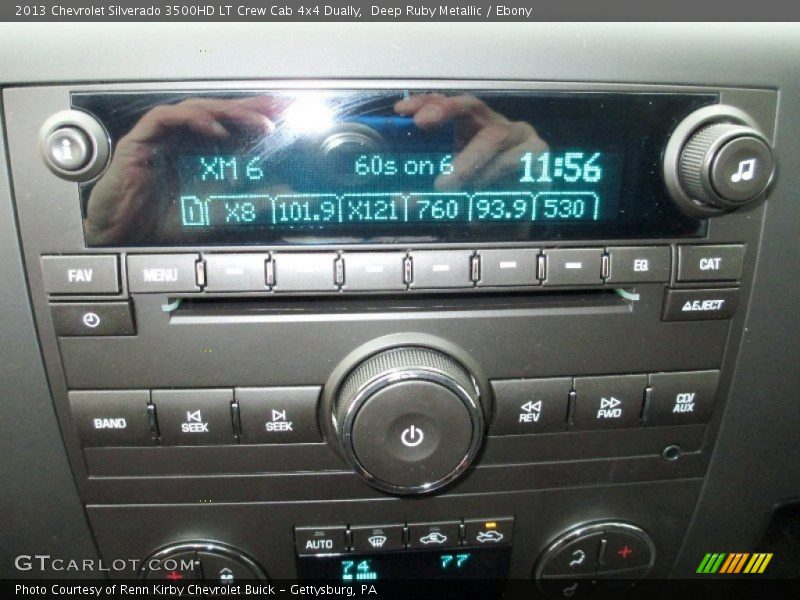 2013 Chevrolet Silverado 3500HD LT Crew Cab 4x4 Dually, Deep Ruby Metallic / Ebony
XM 6 60s on 6 11:56
1 X8 101.9 X121 760 93.9 530
FAV MENU EQ CAT
EJECT
BAND SEEK SEEK REV FWD CD/AUX
AUTO
74 77
GTCARLOT.COM
Photo Courtesy of Renn Kirby Chevrolet Buick - Gettysburg, PA